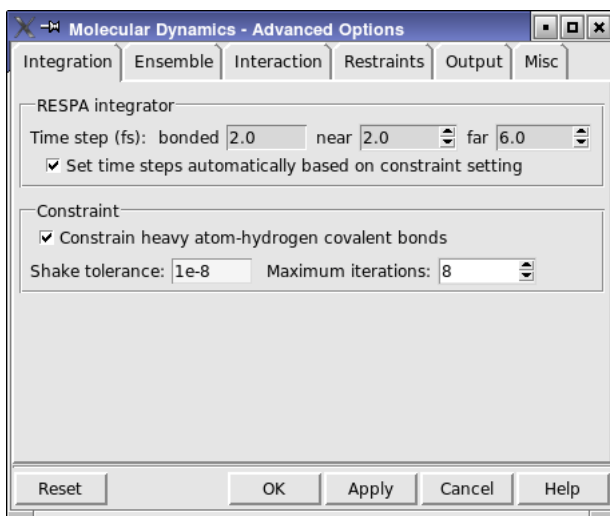 Molecular Dynamics - Advanced Options
Integration Ensemble Interaction Restraints Output Misc
RESPA integrator
Time step (fs): bonded 2.0 near 2.0 far 6.0
Set time steps automatically based on constraint setting
Constraint
Constrain heavy atom-hydrogen covalent bonds
Shake tolerance: 1e-8 Maximum iterations: 8
Reset OK Apply Cancel Help